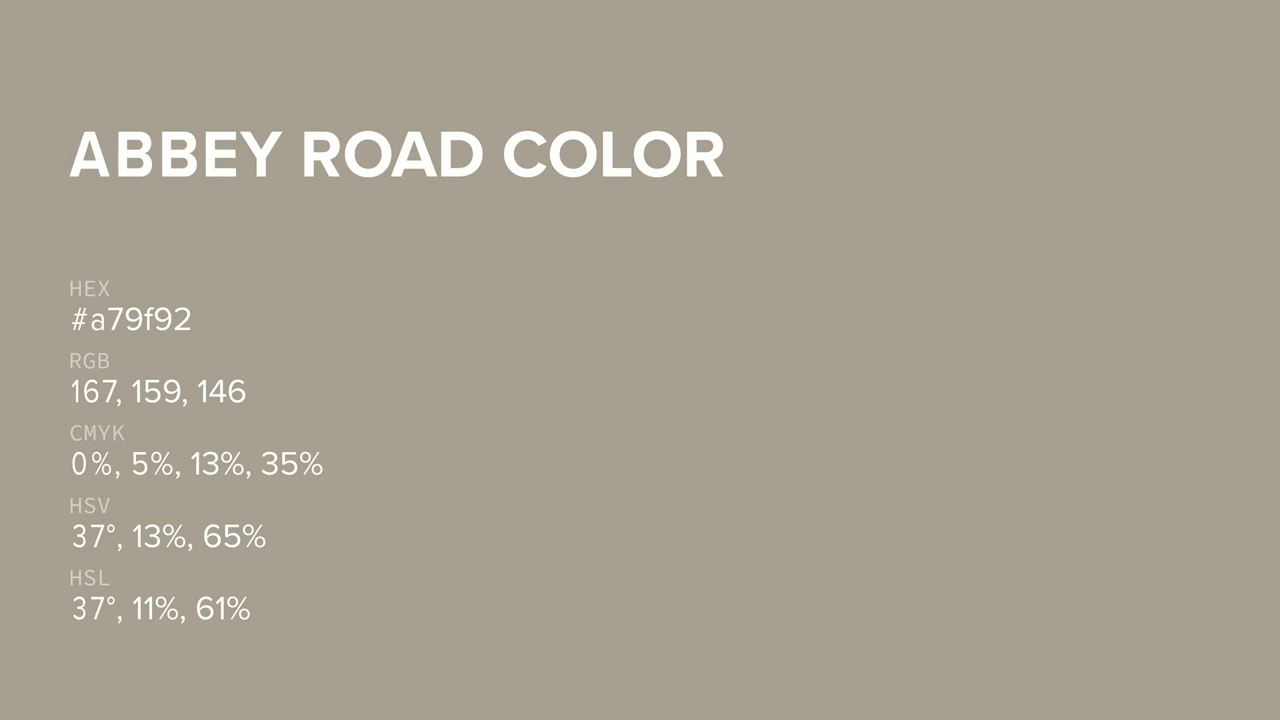 ABBEY ROAD COLOR
HEX
#a79f92
RGB
167, 159, 146
CMYK
0%, 5%, 13%, 35%
HSV
37°, 13%, 65%
HSL
37°, 11%, 61%